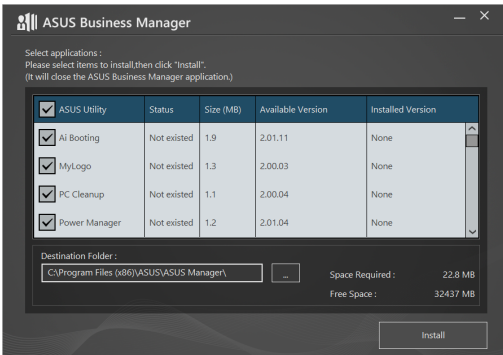 ASUS Business Manager
Select applications :
Please select items to install,then click "Install".
(It will close the ASUS Business Manager application.)
ASUS Utility Status Size (MB) Available Version Installed Version
Ai Booting Not existed 1.9 2.01.11 None
MyLogo Not existed 1.3 2.00.03 None
PC Cleanup Not existed 1.1 2.00.04 None
Power Manager Not existed 1.2 2.01.04 None
Destination Folder :
C:\Program Files (x86)\ASUS\ASUS Manager\ ... Space Required : 22.8 MB
Free Space : 32437 MB
Install